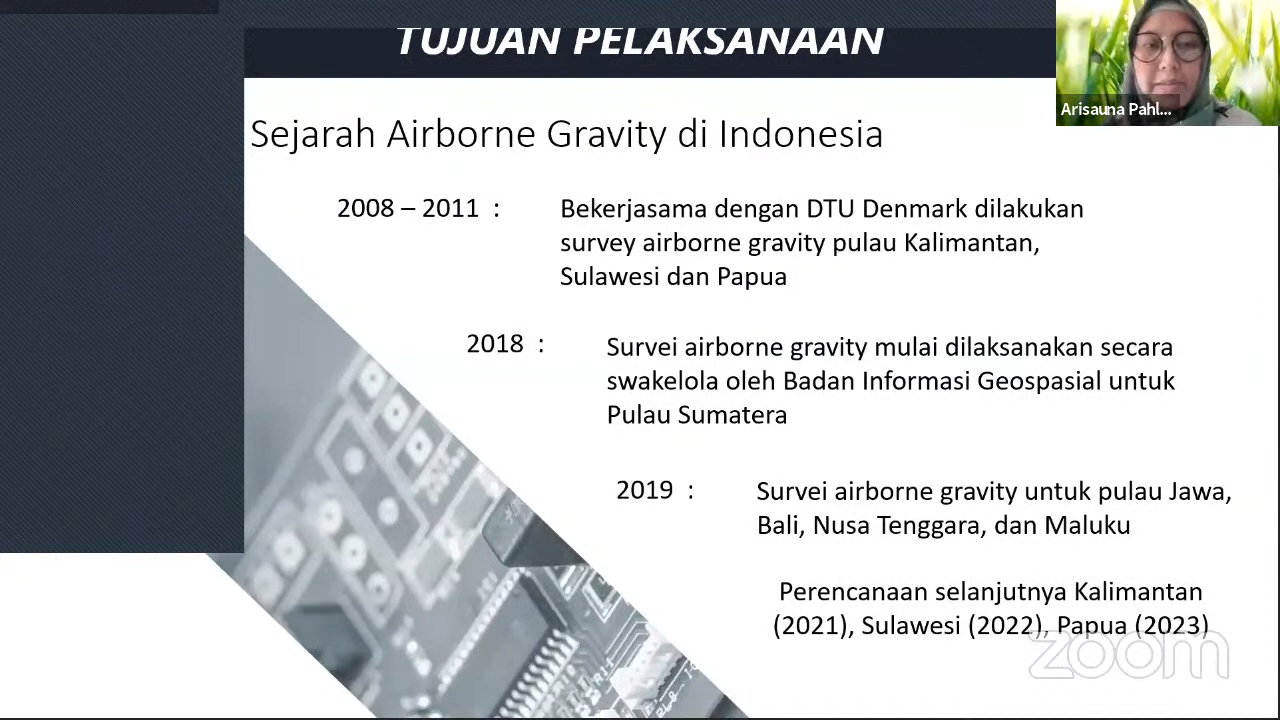 TUJUAN PELAKSANAAN
Arisauna Pahl...
Sejarah Airborne Gravity di Indonesia
2008 – 2011 :
Bekerjasama dengan DTU Denmark dilakukan
survey airborne gravity pulau Kalimantan,
Sulawesi dan Papua
2018 :
Survei airborne gravity mulai dilaksanakan secara
swakelola oleh Badan Informasi Geospasial untuk
Pulau Sumatera
2019 :
Survei airborne gravity untuk pulau Jawa,
Bali, Nusa Tenggara, dan Maluku
Perencanaan selanjutnya Kalimantan
(2021), Sulawesi (2022), Papua (2023)
zoom